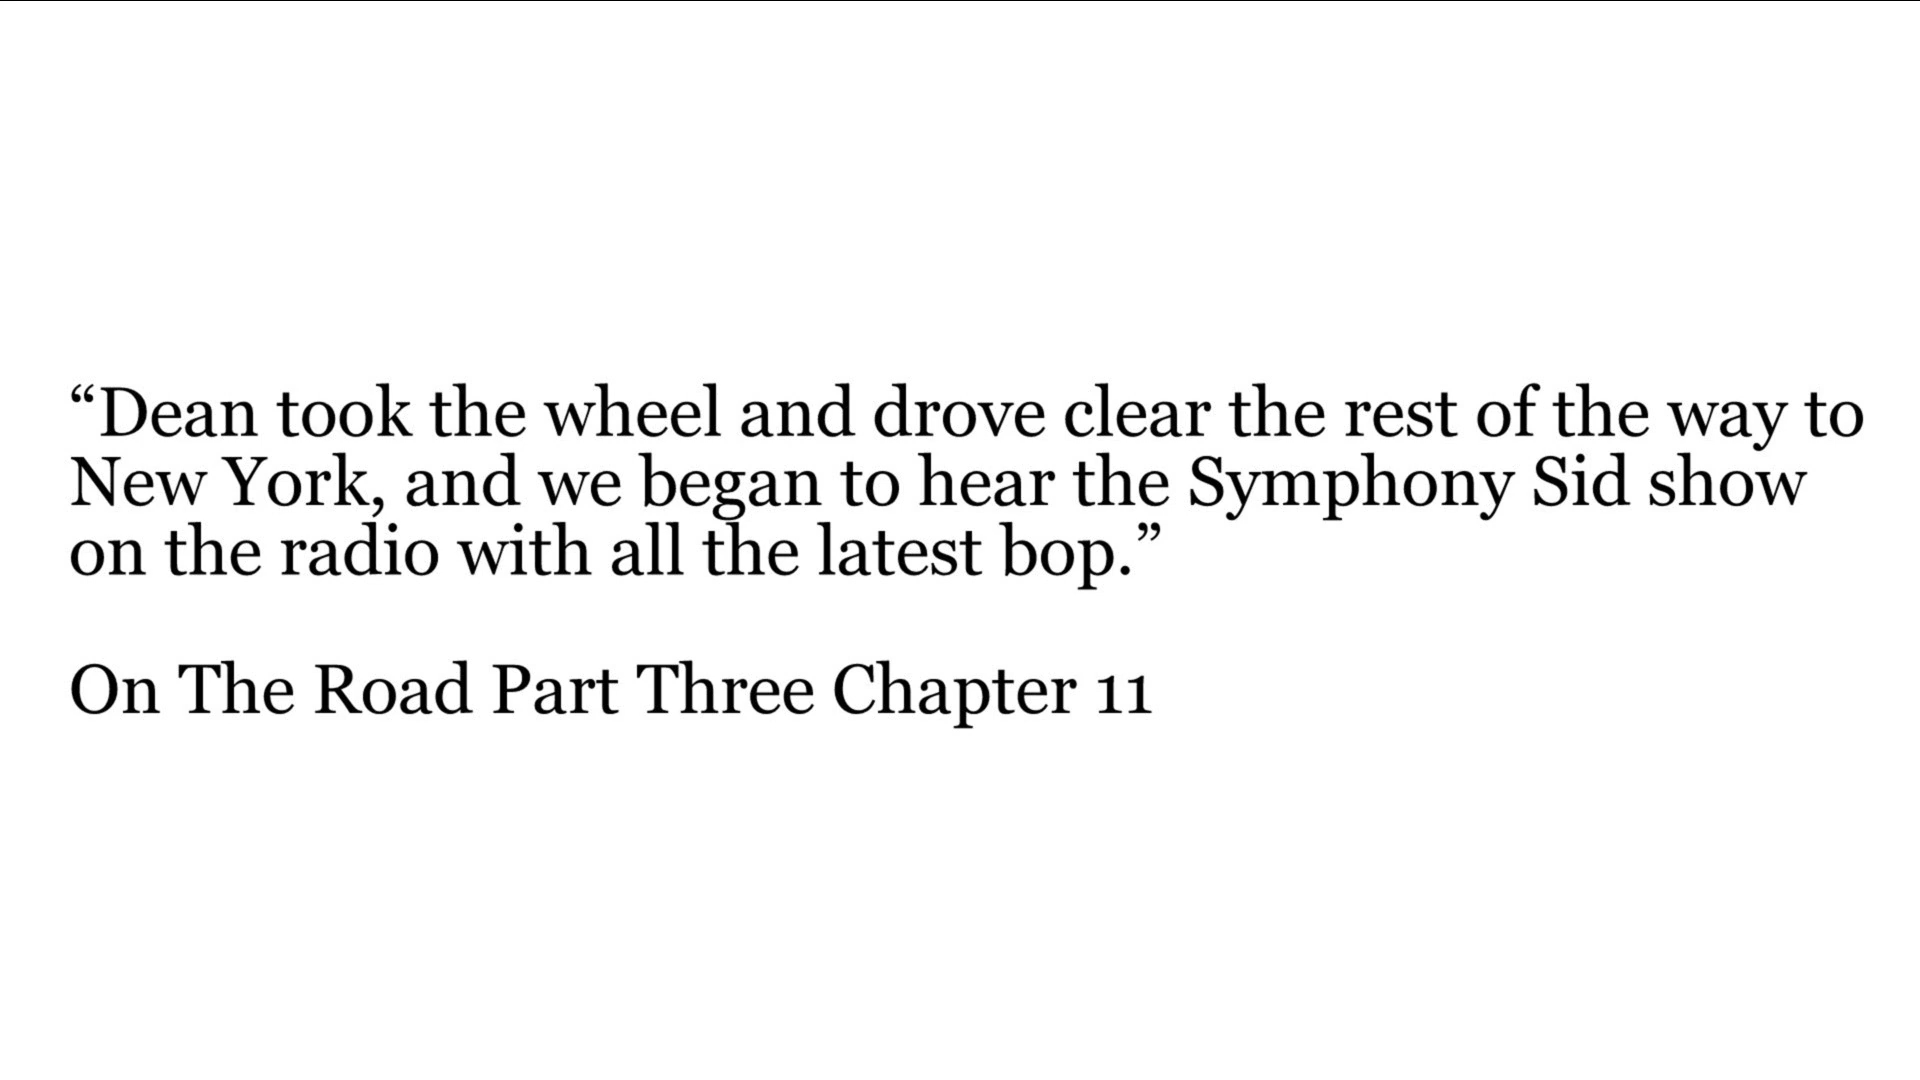 “Dean took the wheel and drove clear the rest of the way to
New York, and we began to hear the Symphony Sid show
on the radio with all the latest bop.”
On The Road Part Three Chapter 11